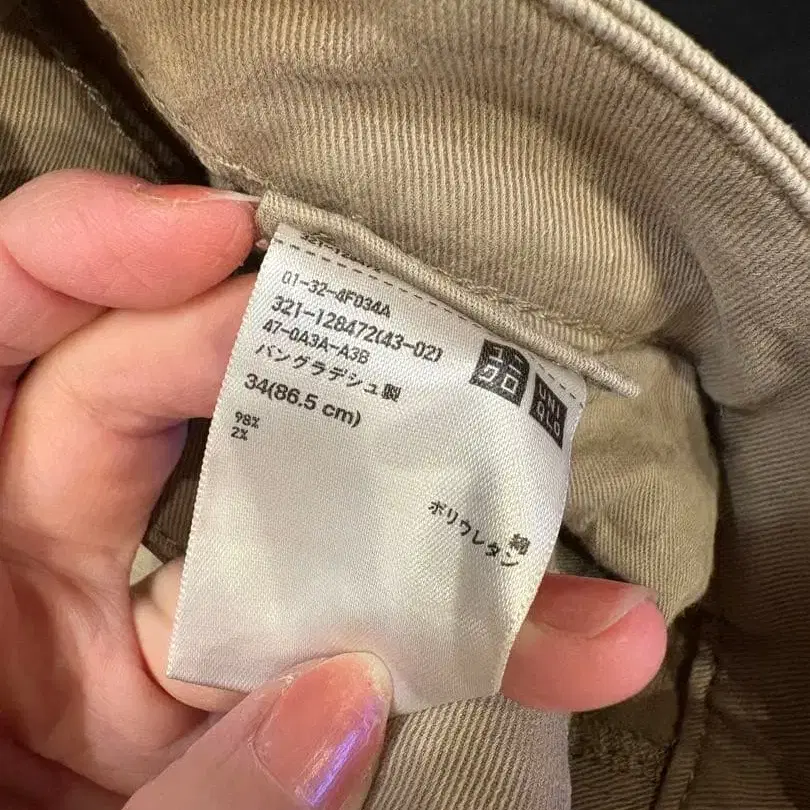 01-32-4F034A
321-128472(43-02)
47-0A3A-A3B
バングラデシュ製
34(86.5 cm)
ユニクロ
UNIQLO
98%
2%
綿
ポリウレタン